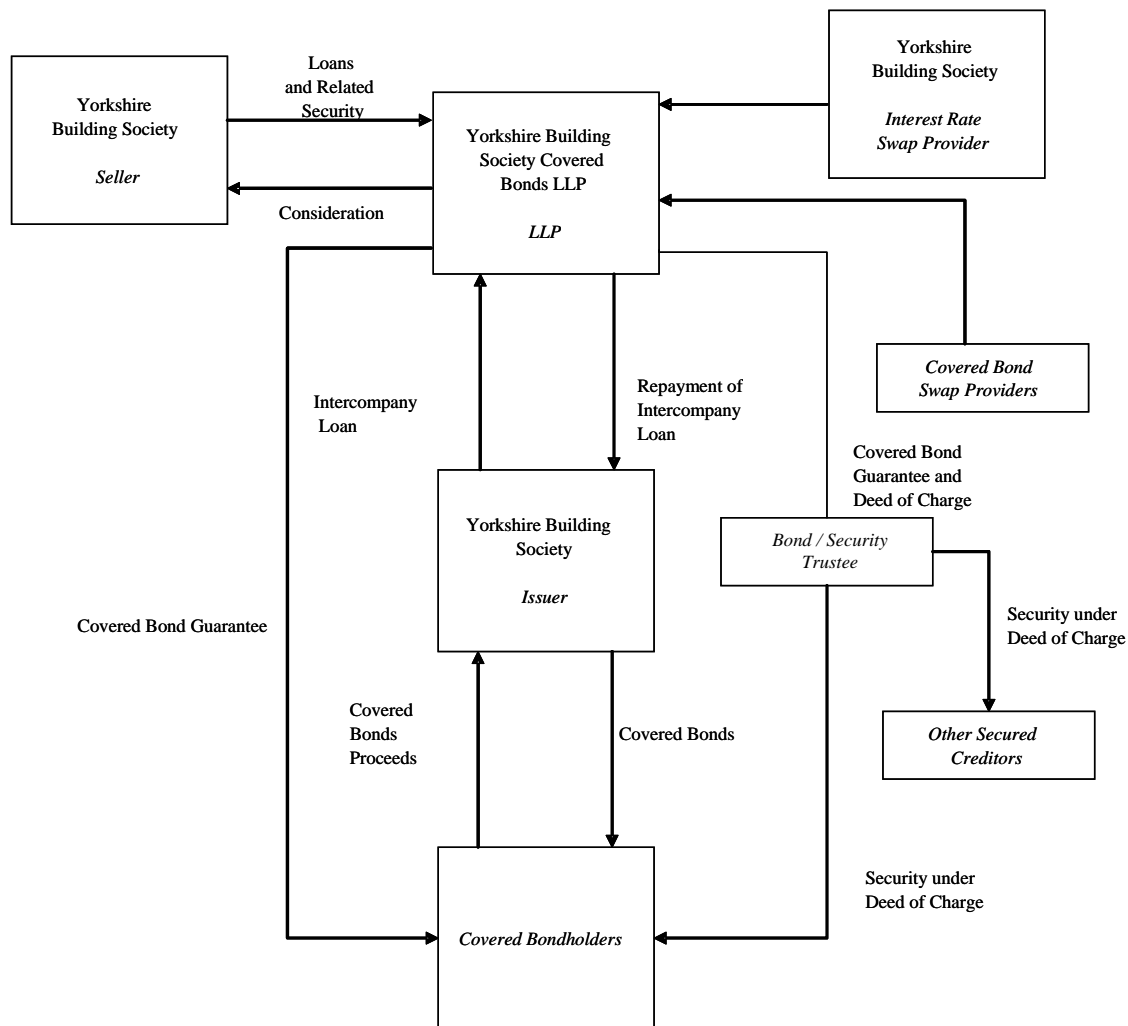 Yorkshire
Building Society
Seller
Loans
and Related
Security
Consideration
Yorkshire Building
Society Covered
Bonds LLP
LLP
Yorkshire
Building Society
Interest Rate
Swap Provider
Covered Bond
Swap Providers
Intercompany
Loan
Repayment of
Intercompany
Loan
Covered Bond
Guarantee and
Deed of Charge
Yorkshire Building
Society
Issuer
Bond / Security
Trustee
Covered Bond Guarantee
Security under
Deed of Charge
Covered
Bonds
Proceeds
Covered Bonds
Other Secured
Creditors
Security under
Deed of Charge
Covered Bondholders